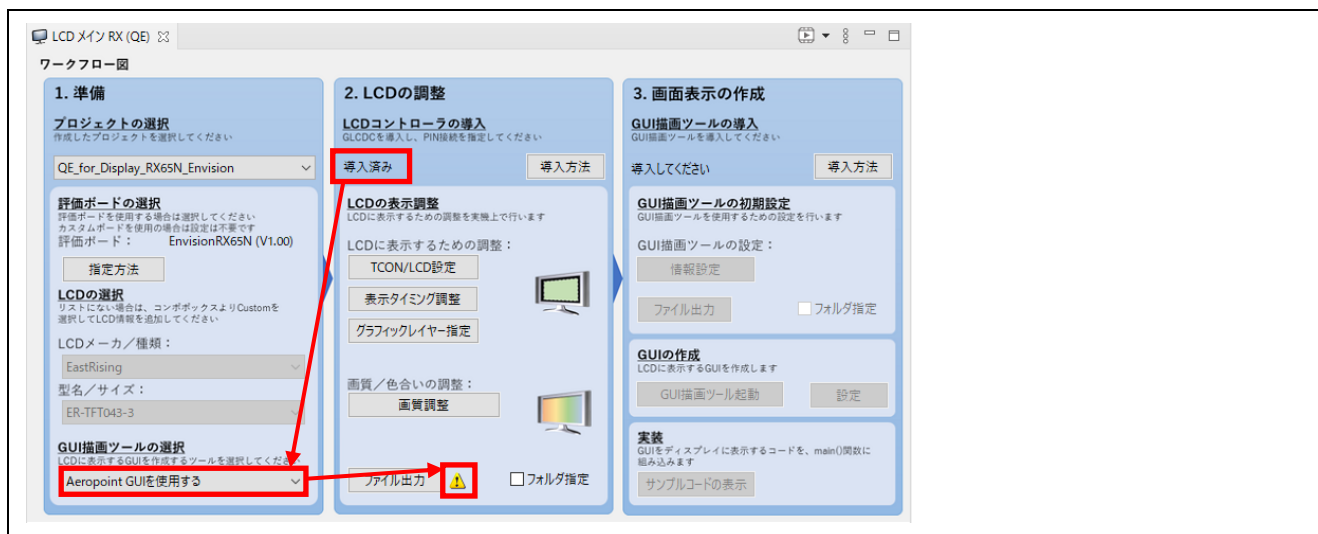 LCD メイン RX (QE)
ワークフロー図
1. 準備
プロジェクトの選択
作成したプロジェクトを選択してください
QE_for_Display_RX65N_Envision
評価ボードの選択
評価ボードを使用する場合は選択してください
カスタムボードを使用の場合は設定は不要です
評価ボード： EnvisionRX65N (V1.00)
指定方法
LCDの選択
リストにない場合は、コンボボックスよりCustomを
選択してLCD情報を追加してください
LCDメーカ／種類：
EastRising
型名／サイズ：
ER-TFT043-3
GUI描画ツールの選択
LCDに表示するGUIを作成するツールを選択してください
Aeropoint GUIを使用する
2. LCDの調整
LCDコントローラの導入
GLCDCを導入し、PIN接続を指定してください
導入済み 導入方法
LCDの表示調整
LCDに表示するための調整を実機上で行います
LCDに表示するための調整：
TCON/LCD設定
表示タイミング調整
グラフィックレイヤー指定
画質／色合いの調整：
画質調整
ファイル出力 フォルダ指定
3. 画面表示の作成
GUI描画ツールの導入
GUI描画ツールを導入してください
導入してください 導入方法
GUI描画ツールの初期設定
GUI描画ツールを使用するための設定を行います
GUI描画ツールの設定：
情報設定
ファイル出力 フォルダ指定
GUIの作成
LCDに表示するGUIを作成します
GUI描画ツール起動 設定
実装
GUIをディスプレイに表示するコードを、main()関数に
組み込みます
サンプルコードの表示